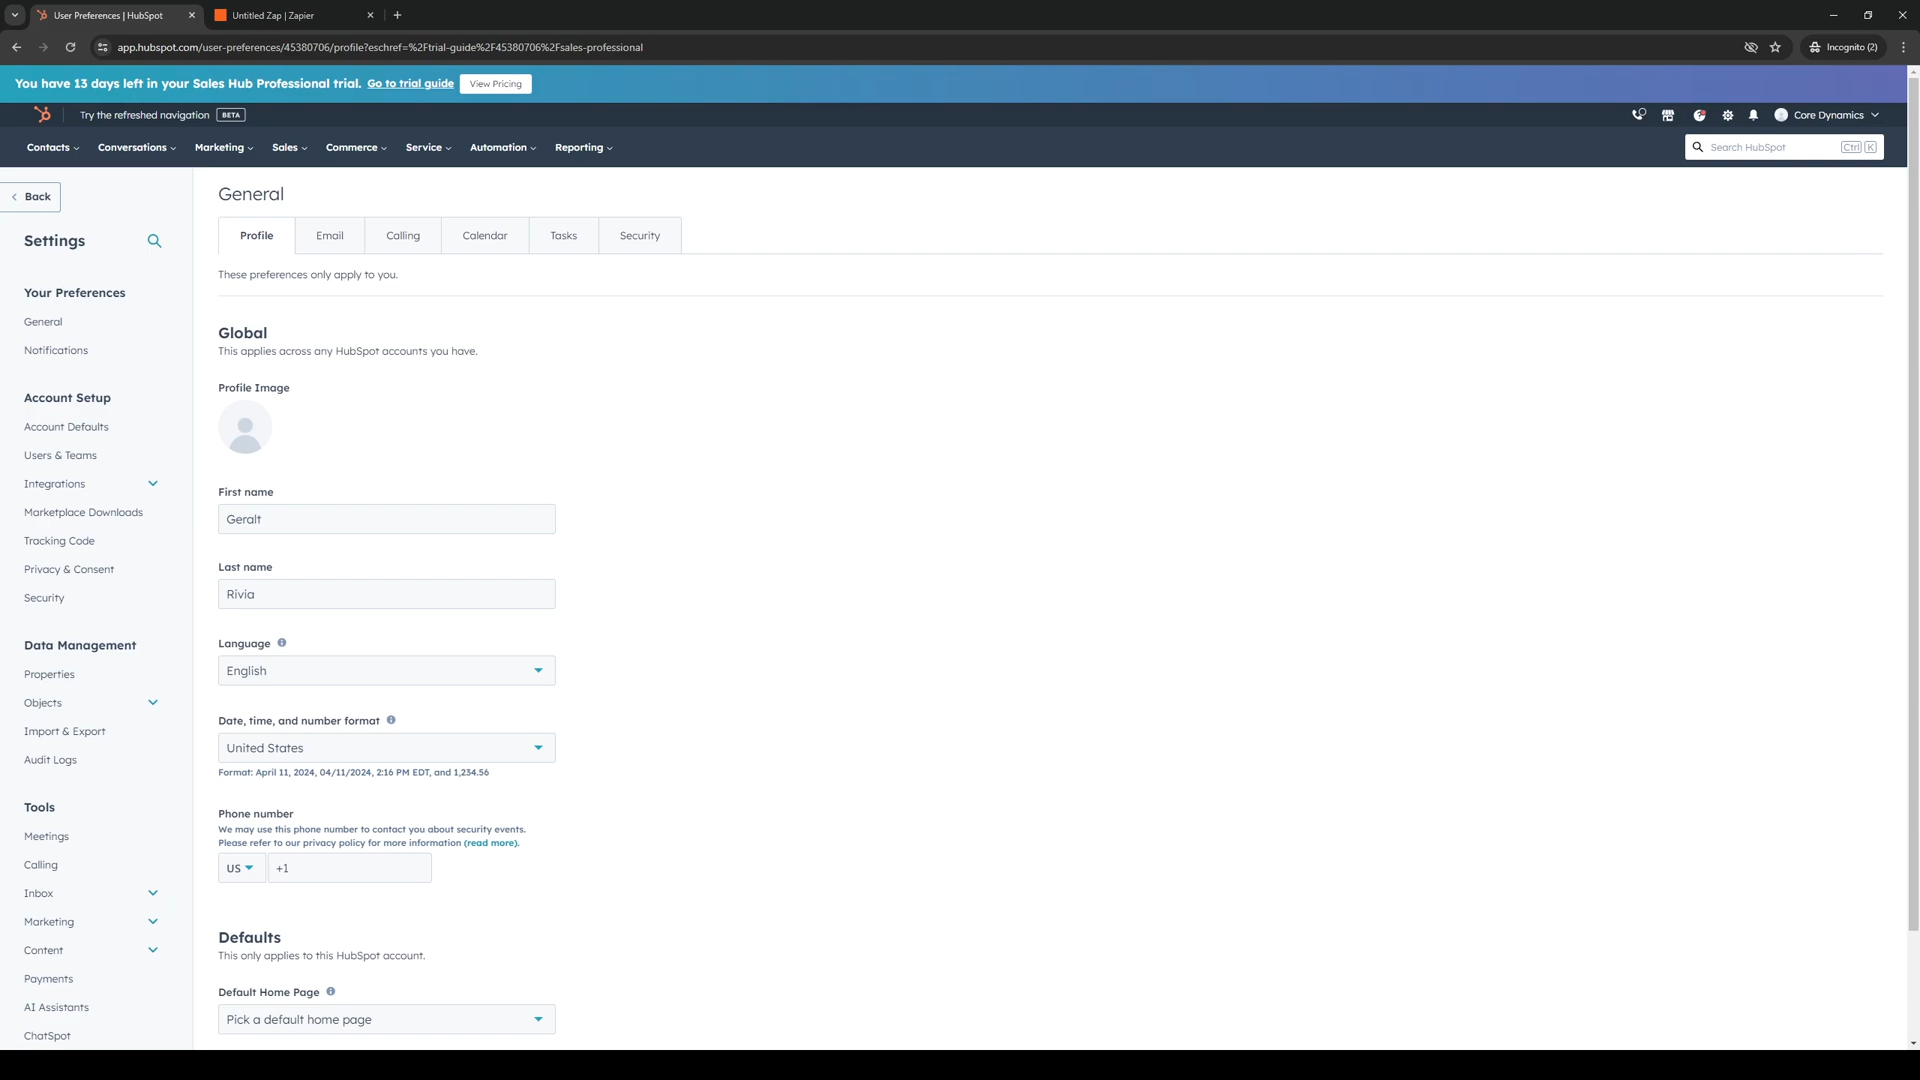 User Preferences | HubSpot
Untitled Zap | Zapier
app.hubspot.com/user-preferences/45380706/profile?eschref=%2Ftrial-guide%2F45380706%2Fsales-professional
Incognito (2)
You have 13 days left in your Sales Hub Professional trial. Go to trial guide View Pricing
Try the refreshed navigation BETA
Core Dynamics
Contacts Conversations Marketing Sales Commerce Service Automation Reporting
Search HubSpot Ctrl K
Back
Settings
Your Preferences
General
Notifications
Account Setup
Account Defaults
Users & Teams
Integrations
Marketplace Downloads
Tracking Code
Privacy & Consent
Security
Data Management
Properties
Objects
Import & Export
Audit Logs
Tools
Meetings
Calling
Inbox
Marketing
Content
Payments
AI Assistants
ChatSpot
General
Profile Email Calling Calendar Tasks Security
These preferences only apply to you.
Global
This applies across any HubSpot accounts you have.
Profile Image
First name
Geralt
Last name
Rivia
Language
English
Date, time, and number format
United States
Format: April 11, 2024, 04/11/2024, 2:16 PM EDT, and 1,234.56
Phone number
We may use this phone number to contact you about security events.
Please refer to our privacy policy for more information (read more).
US +1
Defaults
This only applies to this HubSpot account.
Default Home Page
Pick a default home page